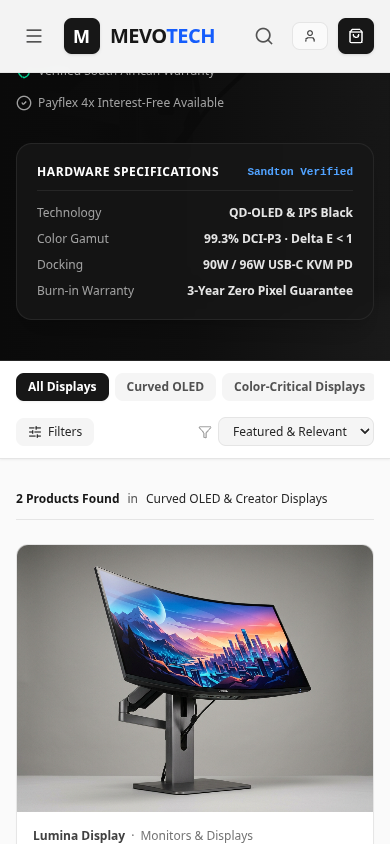 M MEVOTECH
Verified South African Warranty
Payflex 4x Interest-Free Available
HARDWARE SPECIFICATIONS Sandton Verified
Technology QD-OLED & IPS Black
Color Gamut 99.3% DCI-P3 · Delta E < 1
Docking 90W / 96W USB-C KVM PD
Burn-in Warranty 3-Year Zero Pixel Guarantee
All Displays Curved OLED Color-Critical Displays
Filters Featured & Relevant
2 Products Found in Curved OLED & Creator Displays
Lumina Display · Monitors & Displays